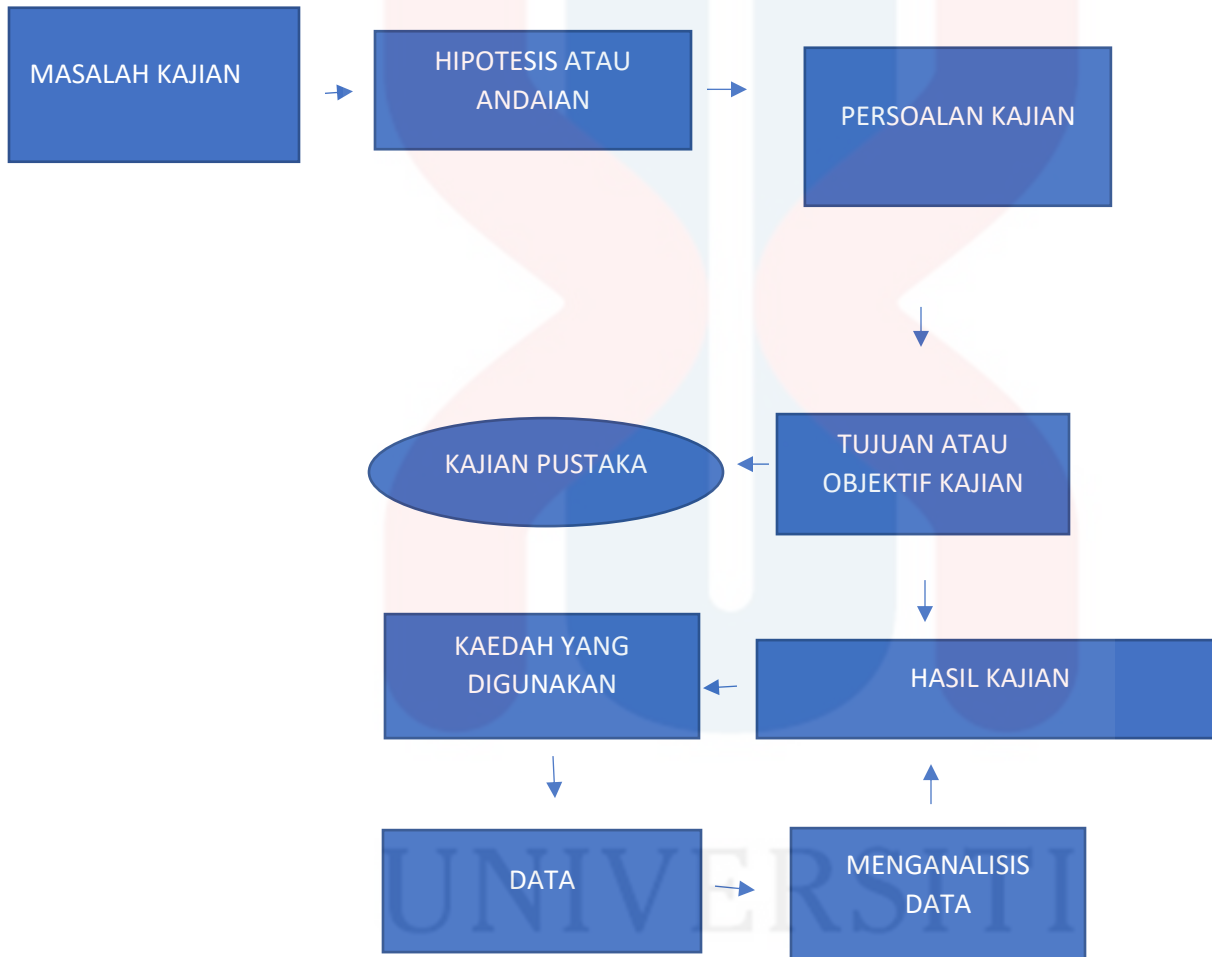 MASALAH KAJIAN
HIPOTESIS ATAU
ANDAIAN
PERSOALAN KAJIAN
KAJIAN PUSTAKA
TUJUAN ATAU
OBJEKTIF KAJIAN
KAEDAH YANG
DIGUNAKAN
HASIL KAJIAN
DATA
MENGANALISIS
DATA
UNIVERSITI